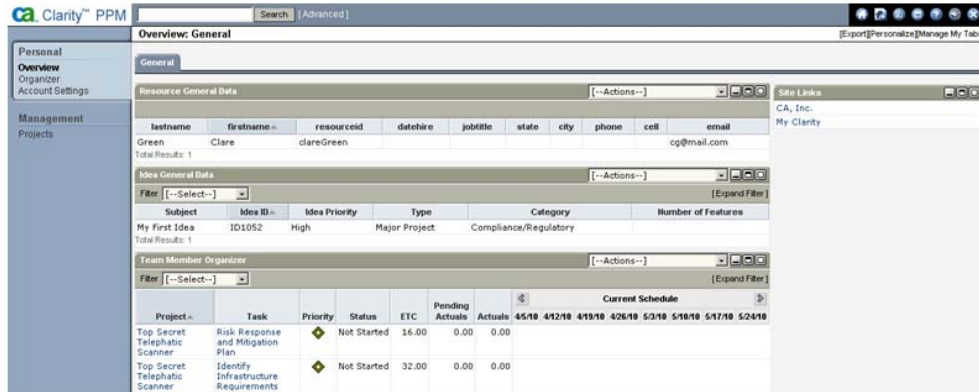 ca Clarity™ PPM Search [Advanced]
Overview: General [Export][Personalize][Manage My Tabs
Personal
Overview
Organizer
Account Settings
Management
Projects
General
Resource General Data [--Actions--]
lastname firstname resourceid datehire jobtitle state city phone cell email
Green Clare clareGreen cg@mail.com
Total Results: 1
Idea General Data [--Actions--]
Filter [--Select--] [Expand Filter]
Subject Idea ID Idea Priority Type Category Number of Features
My First Idea ID1052 High Major Project Compliance/Regulatory
Total Results: 1
Team Member Organizer [--Actions--]
Filter [--Select--] [Expand Filter]
Current Schedule
Project Task Priority Status ETC Pending Actuals Actuals 4/5/10 4/12/10 4/19/10 4/26/10 5/3/10 5/10/10 5/17/10 5/24/10
Top Secret Telephatic Scanner Risk Response and Mitigation Plan Not Started 16.00 0.00 0.00
Top Secret Telephatic Scanner Identify Infrastructure Requirements Not Started 32.00 0.00 0.00
Site Links
CA, Inc.
My Clarity